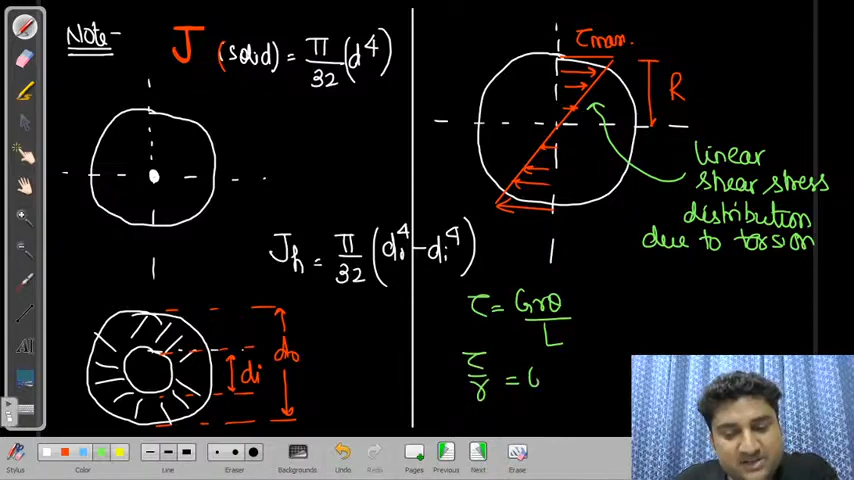 Note-
J (solid) = π/32 (d⁴)
Jh = π/32 (do⁴ - di⁴)
di
do
τmax.
R
linear
shear stress
distribution
due to torsion
τ = Grθ/L
τ/r = G
Stylus
Color
Line
Eraser
Backgrounds
Undo
Redo
Pages
Previous
Next
Erase